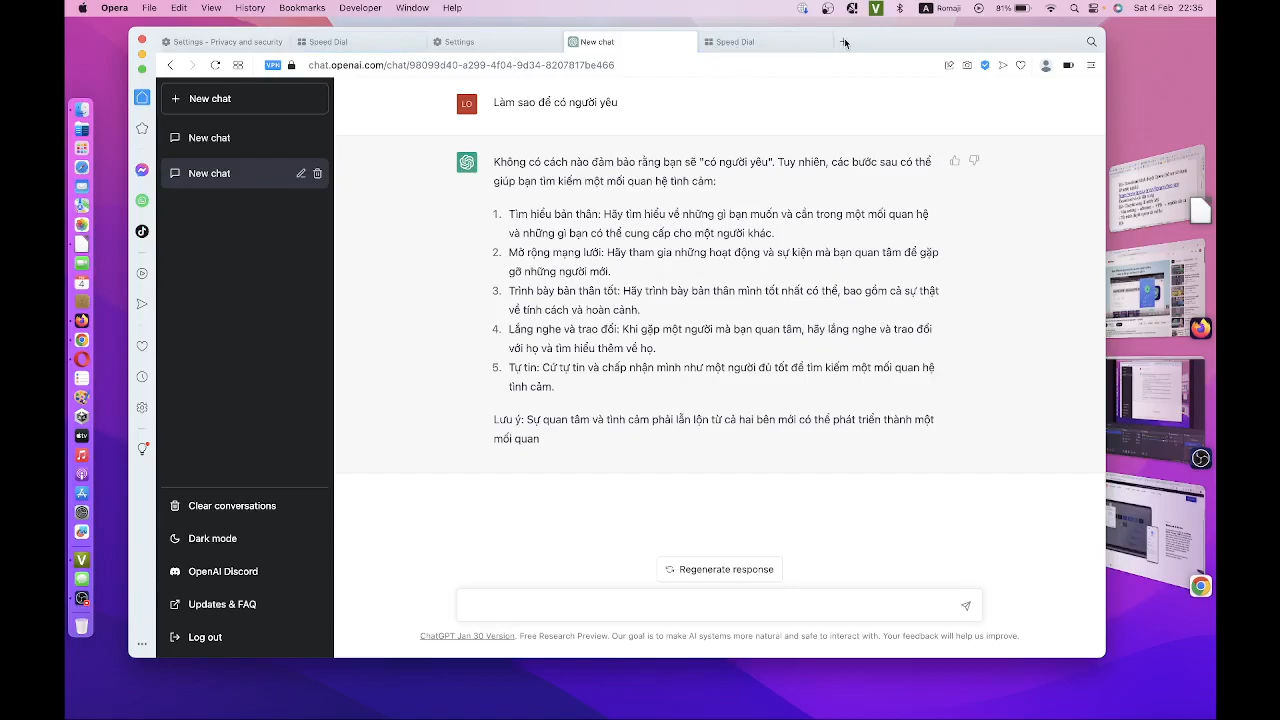 Opera File Edit View History Bookmarks Developer Window Help
A Romaji 91% Sat 4 Feb 22:35
Settings - Privacy and security Speed Dial Settings New chat Speed Dial
VPN chat.openai.com/chat/98099d40-a299-4f04-9d34-8207817be466
New chat
New chat
New chat
Clear conversations
Dark mode
OpenAI Discord
Updates & FAQ
Log out
LO Làm sao để có người yêu
Không có cách nào đảm bảo rằng bạn sẽ "có người yêu". Tuy nhiên, các bước sau có thể
giúp bạn tìm kiếm một mối quan hệ tình cảm:
1. Tìm hiểu bản thân: Hãy tìm hiểu về những gì bạn muốn và cần trong một mối quan hệ
và những gì bạn có thể cung cấp cho một người khác.
2. Mở rộng mạng lưới: Hãy tham gia những hoạt động và sự kiện mà bạn quan tâm để gặp
gỡ những người mới.
3. Trình bày bản thân tốt: Hãy trình bày bản thân mình tốt nhất có thể, bao gồm cả sự thật
về tính cách và hoàn cảnh.
4. Lắng nghe và trao đổi: Khi gặp một người mà bạn quan tâm, hãy lắng nghe và trao đổi
với họ và tìm hiểu thêm về họ.
5. Tự tin: Cứ tự tin và chấp nhận mình như một người đủ tốt để tìm kiếm một mối quan hệ
tình cảm.
Lưu ý: Sự quan tâm và tình cảm phải lẫn lộn từ cả hai bên mới có thể phát triển thành một
mối quan
Regenerate response
ChatGPT Jan 30 Version. Free Research Preview. Our goal is to make AI systems more natural and safe to interact with. Your feedback will help us improve.